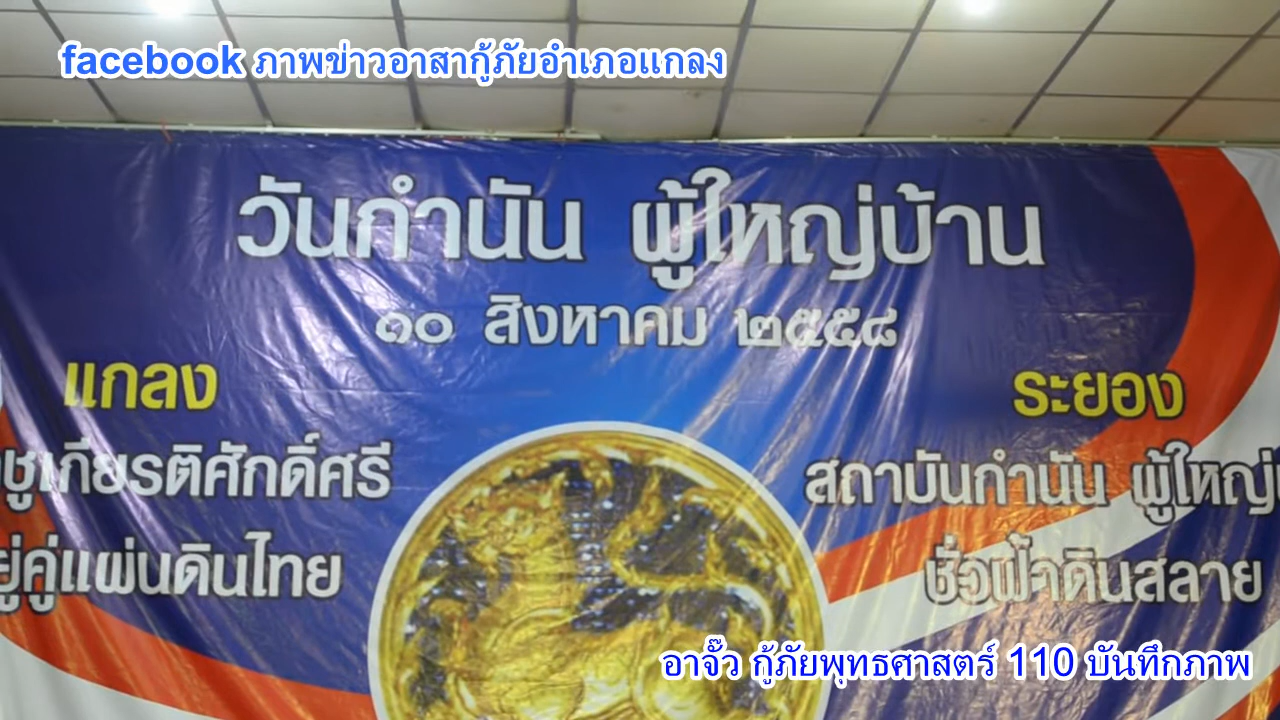 facebook ภาพข่าวอาสากู้ภัยอำเภอแกลง
วันกำนัน ผู้ใหญ่บ้าน
๑๐ สิงหาคม ๒๕๕๘
แกลง
ระยอง
ชูเกียรติศักดิ์ศรี
สถาบันกำนัน ผู้ใหญ่
ยู่คู่แผ่นดินไทย
ชั่วฟ้าดินสลาย
อาจั๊ว กู้ภัยพุทธศาสตร์ 110 บันทึกภาพ